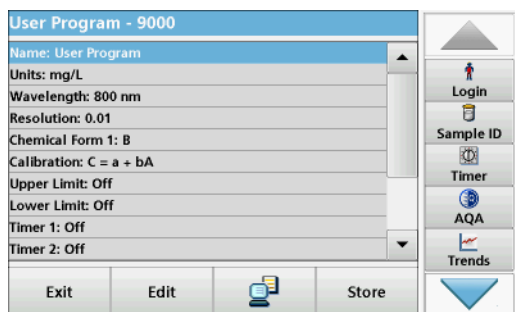 User Program - 9000
Name: User Program
Units: mg/L
Wavelength: 800 nm
Resolution: 0.01
Chemical Form 1: B
Calibration: C = a + bA
Upper Limit: Off
Lower Limit: Off
Timer 1: Off
Timer 2: Off
Exit
Edit
Store
Login
Sample ID
Timer
AQA
Trends